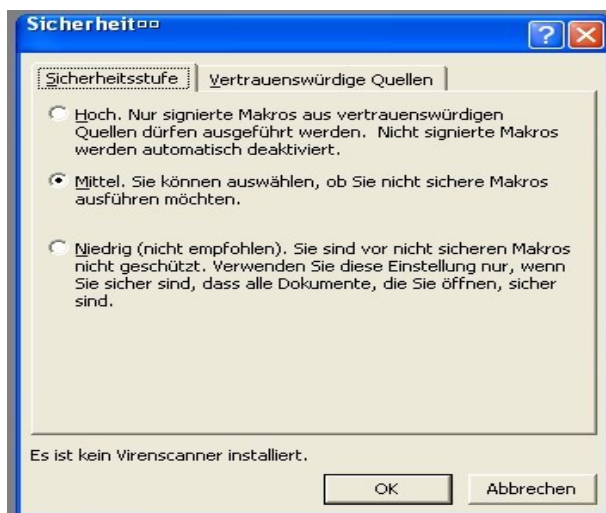 Sicherheit
Sicherheitsstufe
Vertrauenswürdige Quellen
Hoch. Nur signierte Makros aus vertrauenswürdigen
Quellen dürfen ausgeführt werden. Nicht signierte Makros
werden automatisch deaktiviert.
Mittel. Sie können auswählen, ob Sie nicht sichere Makros
ausführen möchten.
Niedrig (nicht empfohlen). Sie sind vor nicht sicheren Makros
nicht geschützt. Verwenden Sie diese Einstellung nur, wenn
Sie sicher sind, dass alle Dokumente, die Sie öffnen, sicher
sind.
Es ist kein Virenscanner installiert.
OK
Abbrechen